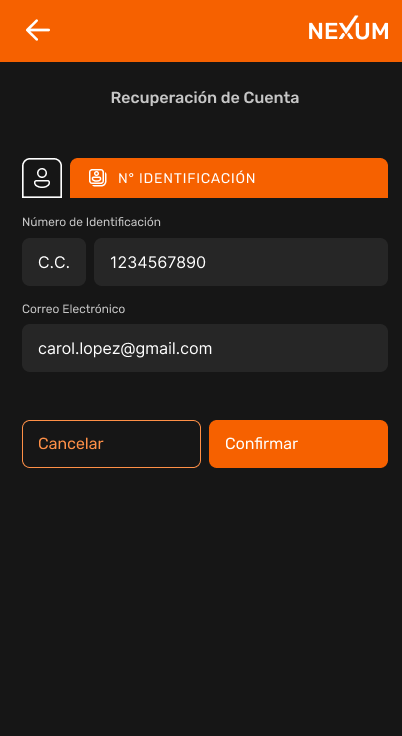 NEXUM
Recuperación de Cuenta
N° IDENTIFICACIÓN
Número de Identificación
C.C. 1234567890
Correo Electrónico
carol.lopez@gmail.com
Cancelar Confirmar